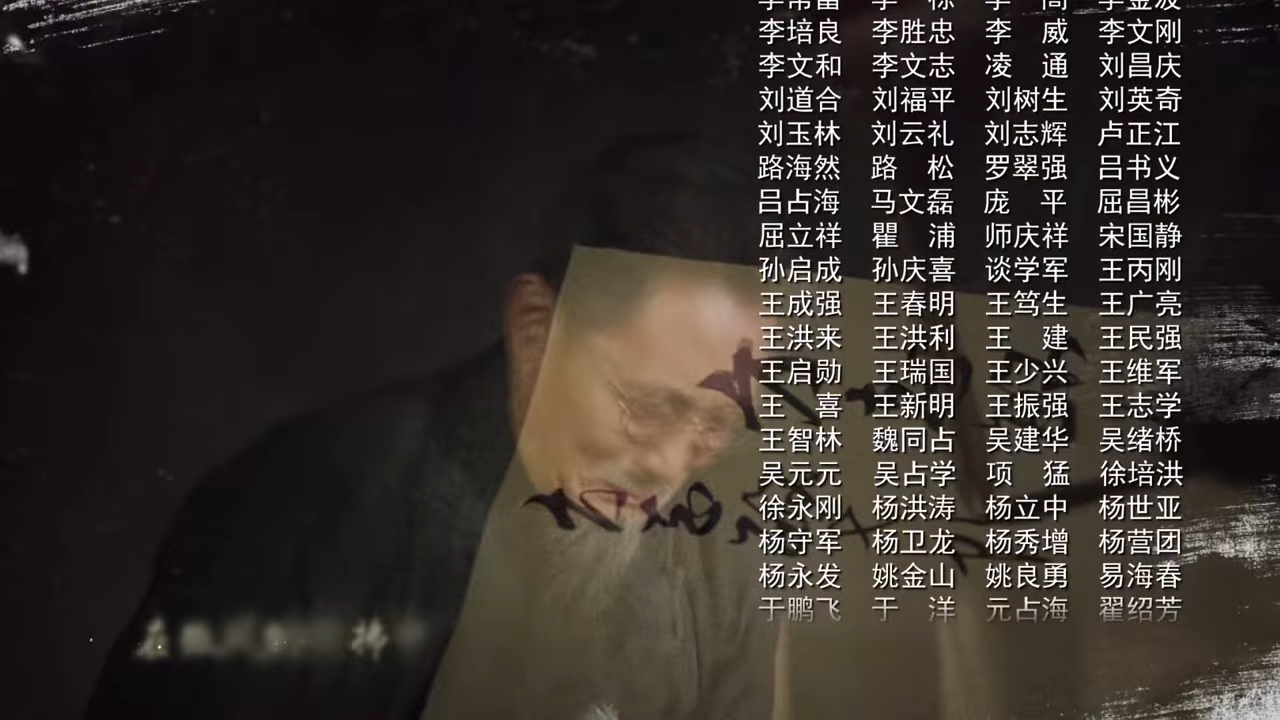 李培良 李胜忠 李 威 李文刚
李文和 李文志 凌 通 刘昌庆
刘道合 刘福平 刘树生 刘英奇
刘玉林 刘云礼 刘志辉 卢正江
路海然 路 松 罗翠强 吕书义
吕占海 马文磊 庞 平 屈昌彬
屈立祥 瞿 浦 师庆祥 宋国静
孙启成 孙庆喜 谈学军 王丙刚
王成强 王春明 王笃生 王广亮
王洪来 王洪利 王 建 王民强
王启勋 王瑞国 王少兴 王维军
王 喜 王新明 王振强 王志学
王智林 魏同占 吴建华 吴绪桥
吴元元 吴占学 项 猛 徐培洪
徐永刚 杨洪涛 杨立中 杨世亚
杨守军 杨卫龙 杨秀增 杨营团
杨永发 姚金山 姚良勇 易海春
于鹏飞 于 洋 元占海 翟绍芳